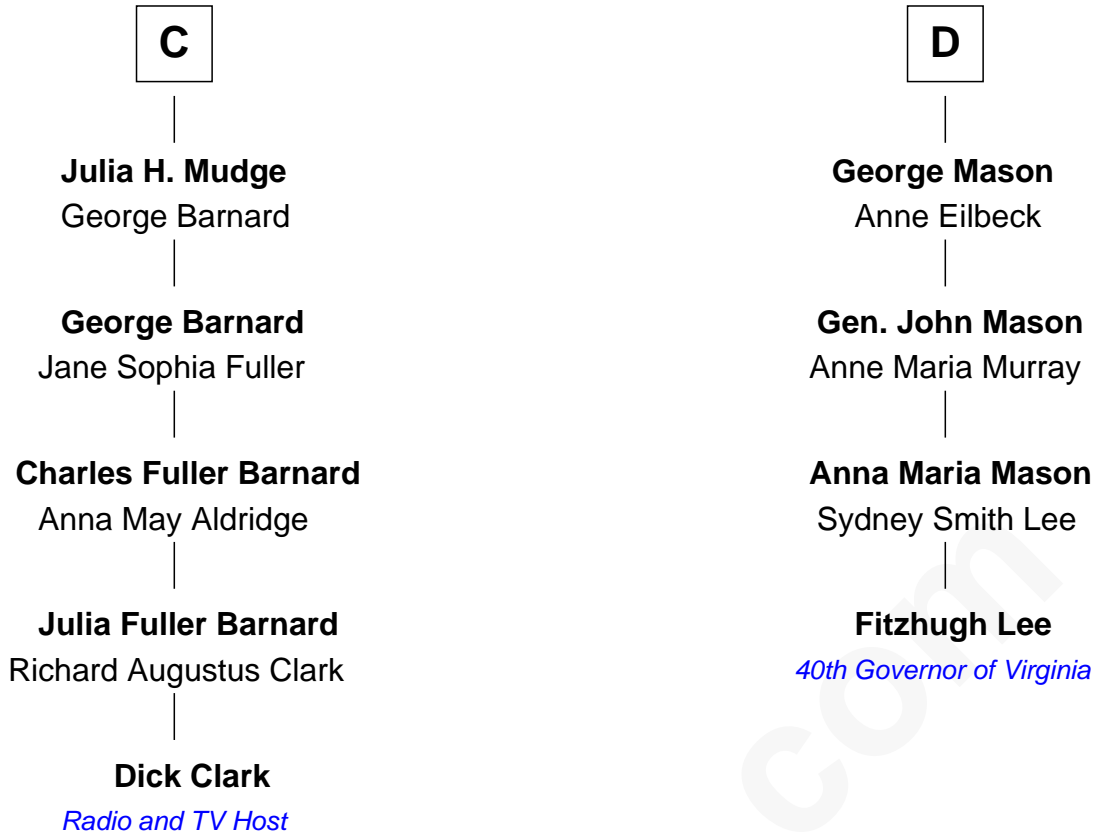 C
Julia H. Mudge
George Barnard
George Barnard
Jane Sophia Fuller
Charles Fuller Barnard
Anna May Aldridge
Julia Fuller Barnard
Richard Augustus Clark
Dick Clark
Radio and TV Host
D
George Mason
Anne Eilbeck
Gen. John Mason
Anne Maria Murray
Anna Maria Mason
Sydney Smith Lee
Fitzhugh Lee
40th Governor of Virginia
com